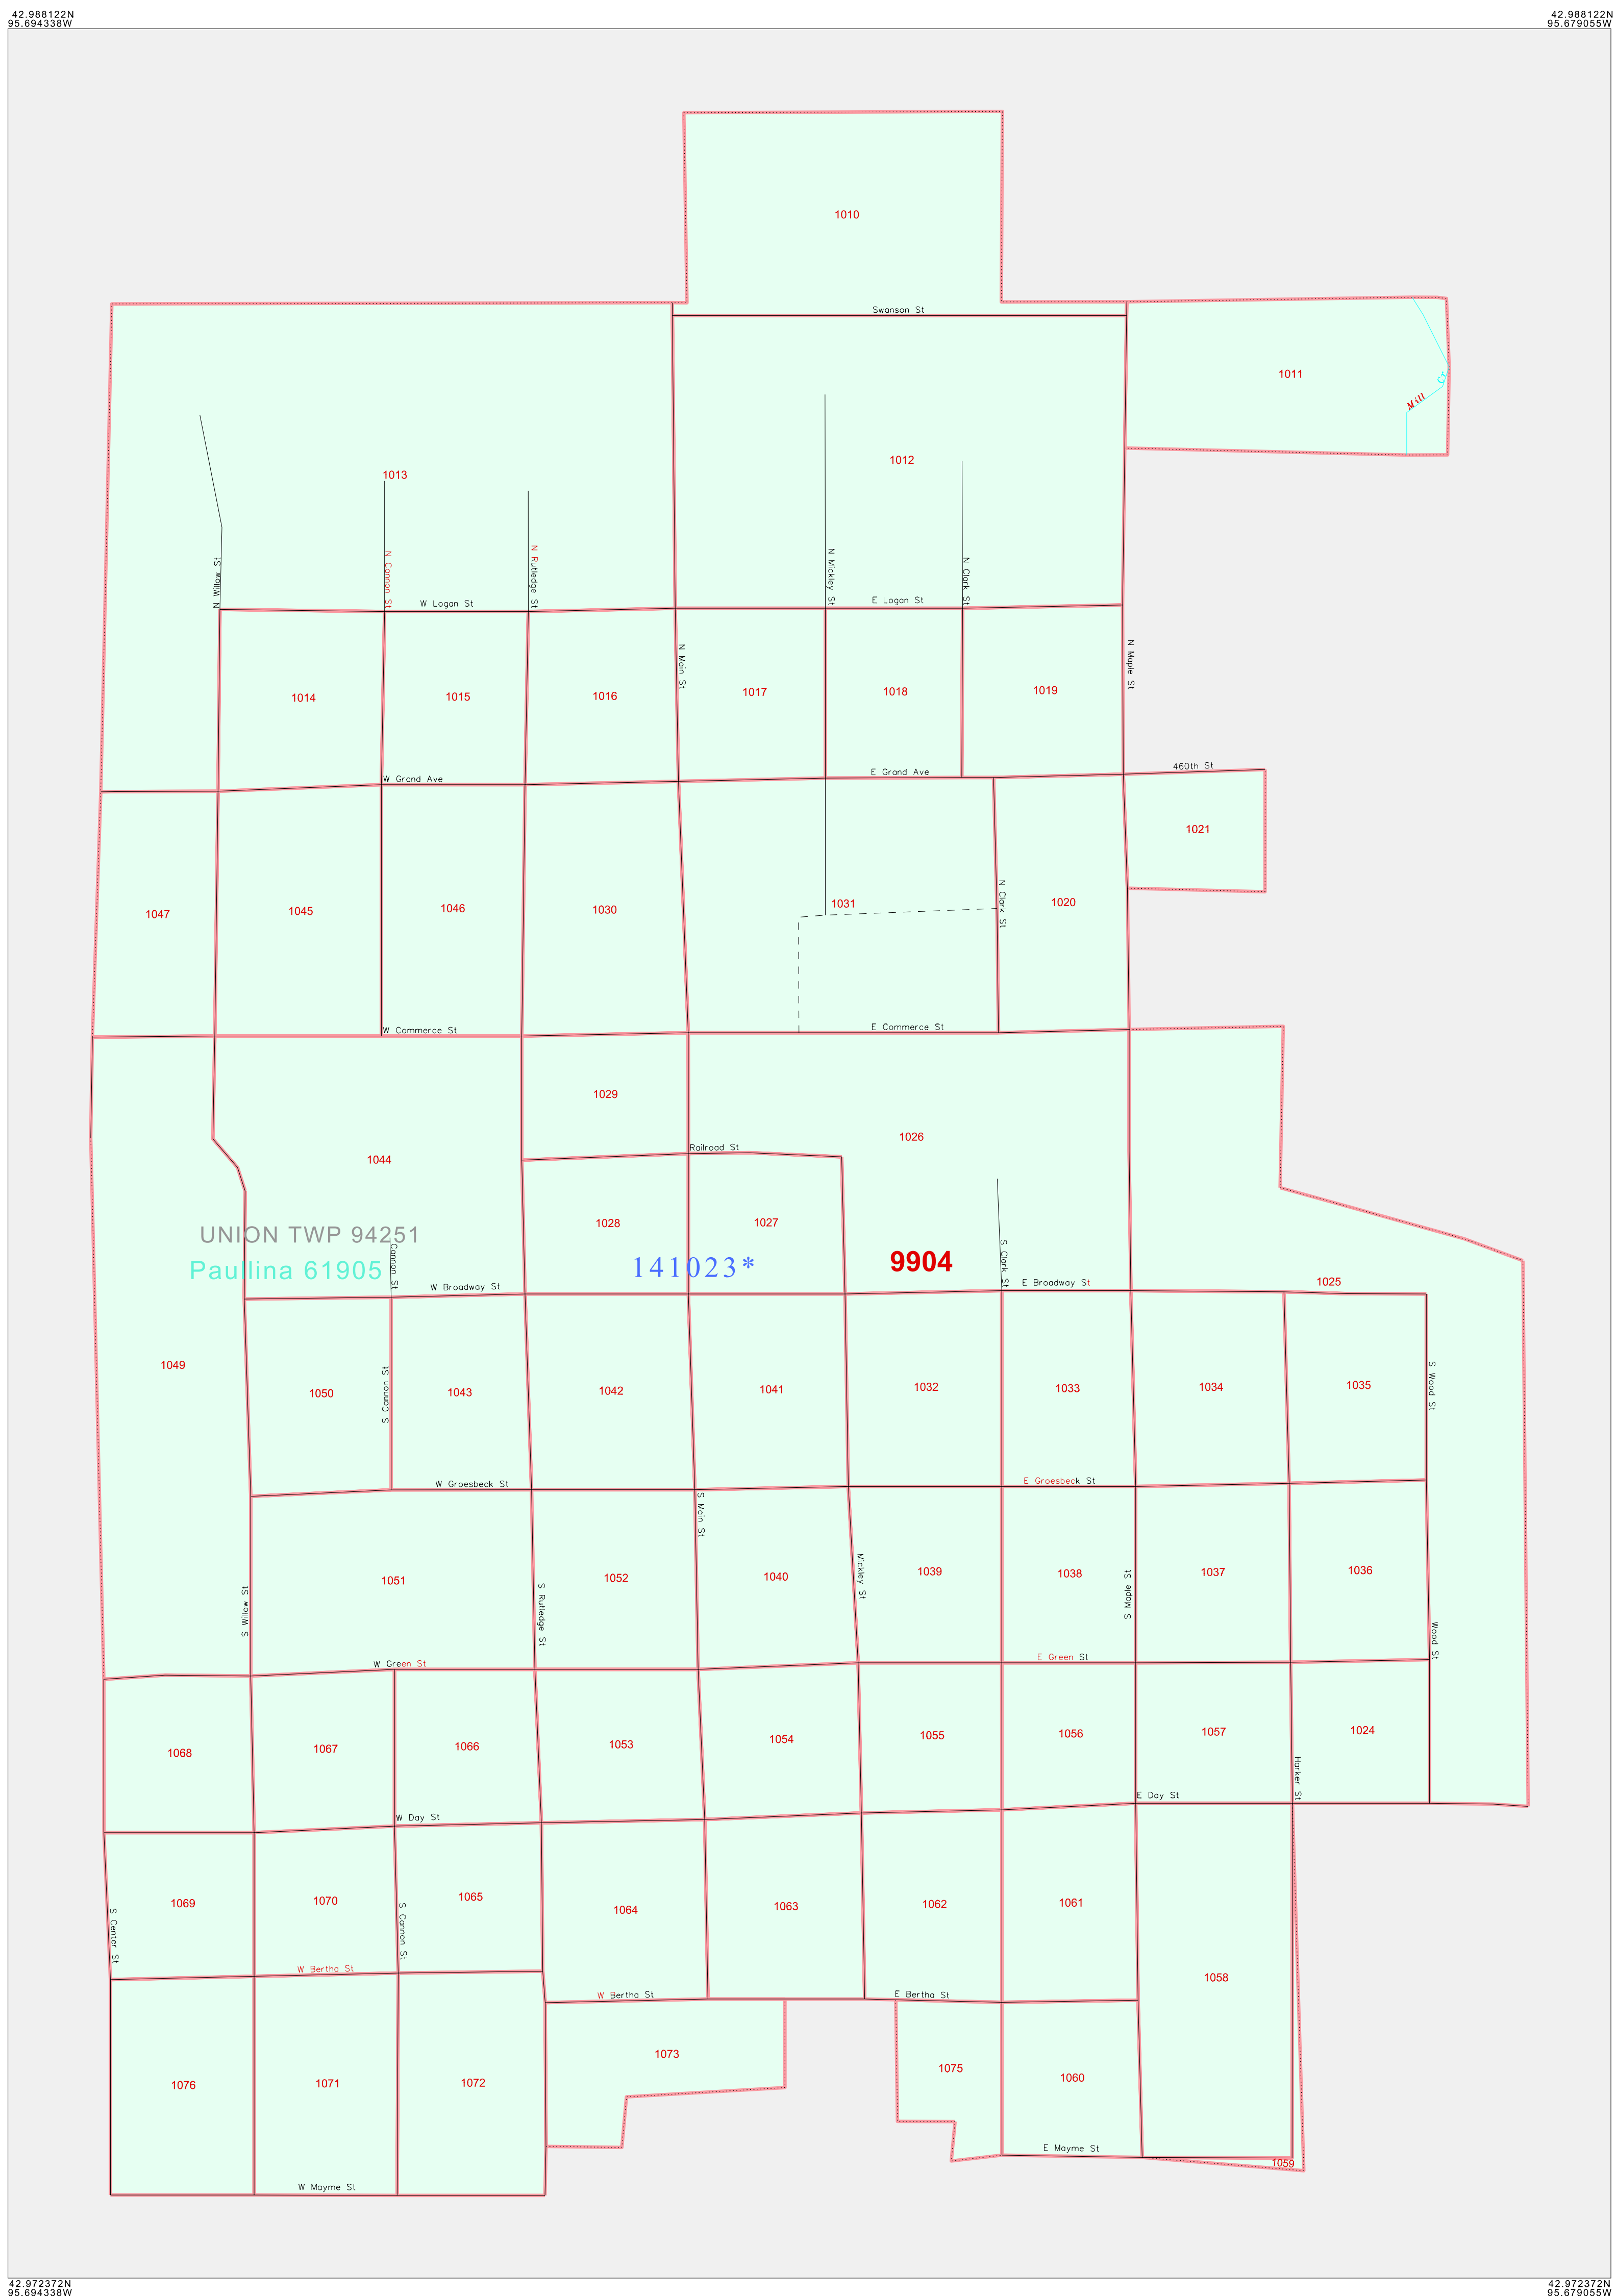 42.988122N
95.694338W
42.988122N
95.679055W
1010
Swanson St
1011
Mill Cr
1013
1012
N Willow St
N Cannon St
N Rutledge St
N Mickley St
N Clark St
W Logan St
E Logan St
N Main St
N Maple St
1014
1015
1016
1017
1018
1019
W Grand Ave
E Grand Ave
460th St
1021
1047
1045
1046
1030
1031
N Clark St
1020
W Commerce St
E Commerce St
1029
1026
1044
Railroad St
1028
1027
UNION TWP 94251
Paullina 61905
141023*
9904
Cannon St
S Clark St
W Broadway St
E Broadway St
1025
1049
1050
S Cannon St
1043
1042
1041
1032
1033
1034
1035
S Wood St
W Groesbeck St
E Groesbeck St
S Main St
1051
1052
1040
Mickley St
1039
1038
S Maple St
1037
1036
S Willow St
S Rutledge St
Wood St
W Green St
E Green St
1068
1067
1066
1053
1054
1055
1056
1057
1024
Harker St
W Day St
E Day St
1069
1070
1065
1064
1063
1062
1061
S Center St
S Cannon St
W Bertha St
W Bertha St
E Bertha St
1058
1076
1071
1072
1073
1075
1060
E Mayme St
1059
W Mayme St
42.972372N
95.694338W
42.972372N
95.679055W